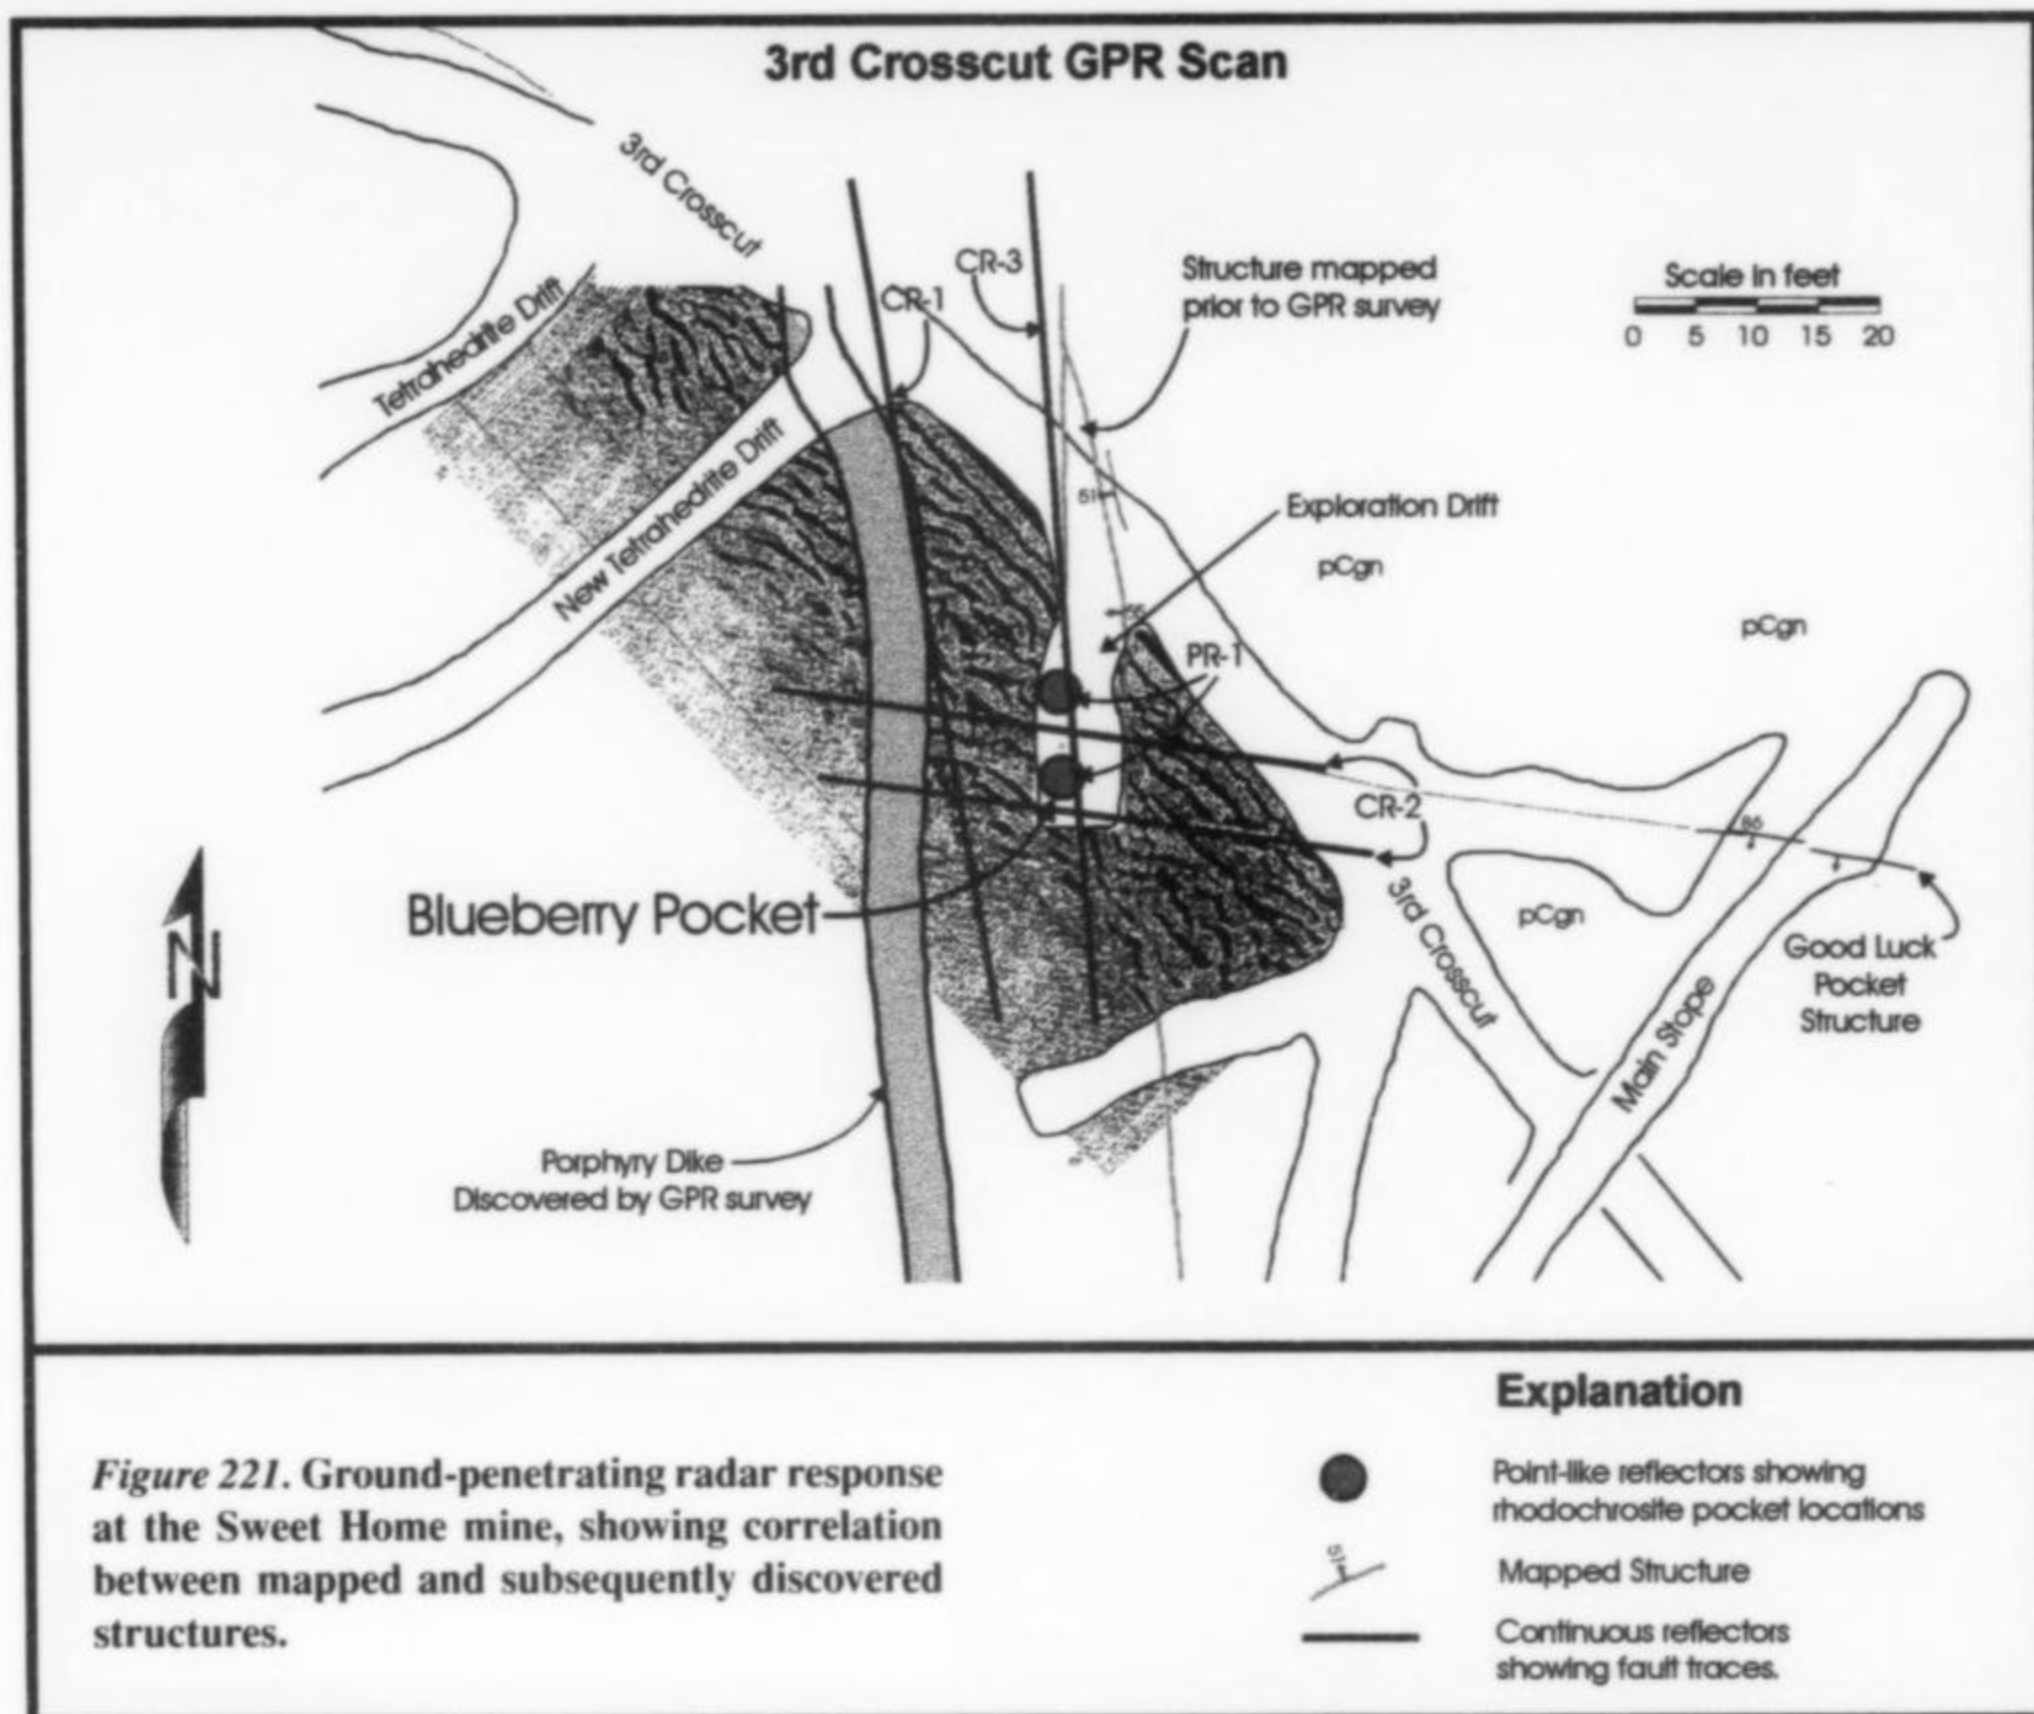 3rd Crosscut GPR Scan
3rd Crosscut
CR-3
CR-1
Structure mapped
prior to GPR survey
Scale in feet
0 5 10 15 20
Tetrahedrite Drift
New Tetrahedrite Drift
51
Exploration Drift
pCgn
pCgn
PR-1
CR-2
86
Blueberry Pocket
3rd Crosscut
pCgn
Good Luck
Pocket
Structure
Main Stope
N
Porphyry Dike
Discovered by GPR survey
Explanation
Figure 221. Ground-penetrating radar response
at the Sweet Home mine, showing correlation
between mapped and subsequently discovered
structures.
Point-like reflectors showing
rhodochrosite pocket locations
51
Mapped Structure
Continuous reflectors
showing fault traces.